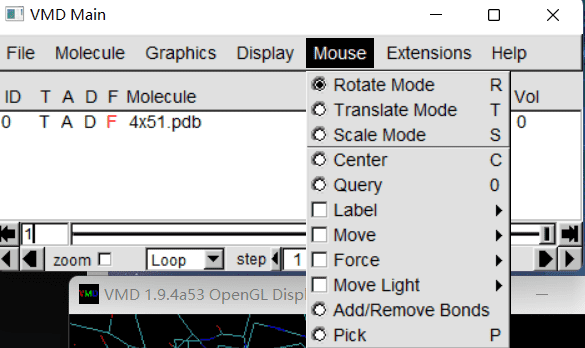 VMD Main
File Molecule Graphics Display Mouse Extensions Help
ID T A D F Molecule Vol
0 T A D F 4x51.pdb 0
Rotate Mode R
Translate Mode T
Scale Mode S
Center C
Query 0
Label
Move
Force
Move Light
Add/Remove Bonds
Pick P
1
zoom Loop step 1
VMD 1.9.4a53 OpenGL Displ